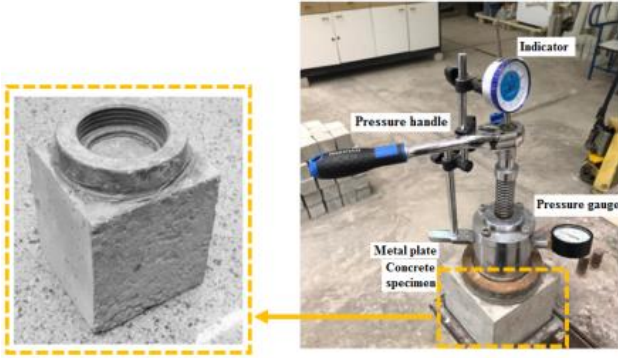 Indicator
Pressure handle
Pressure gauge
Metal plate
Concrete
specimen